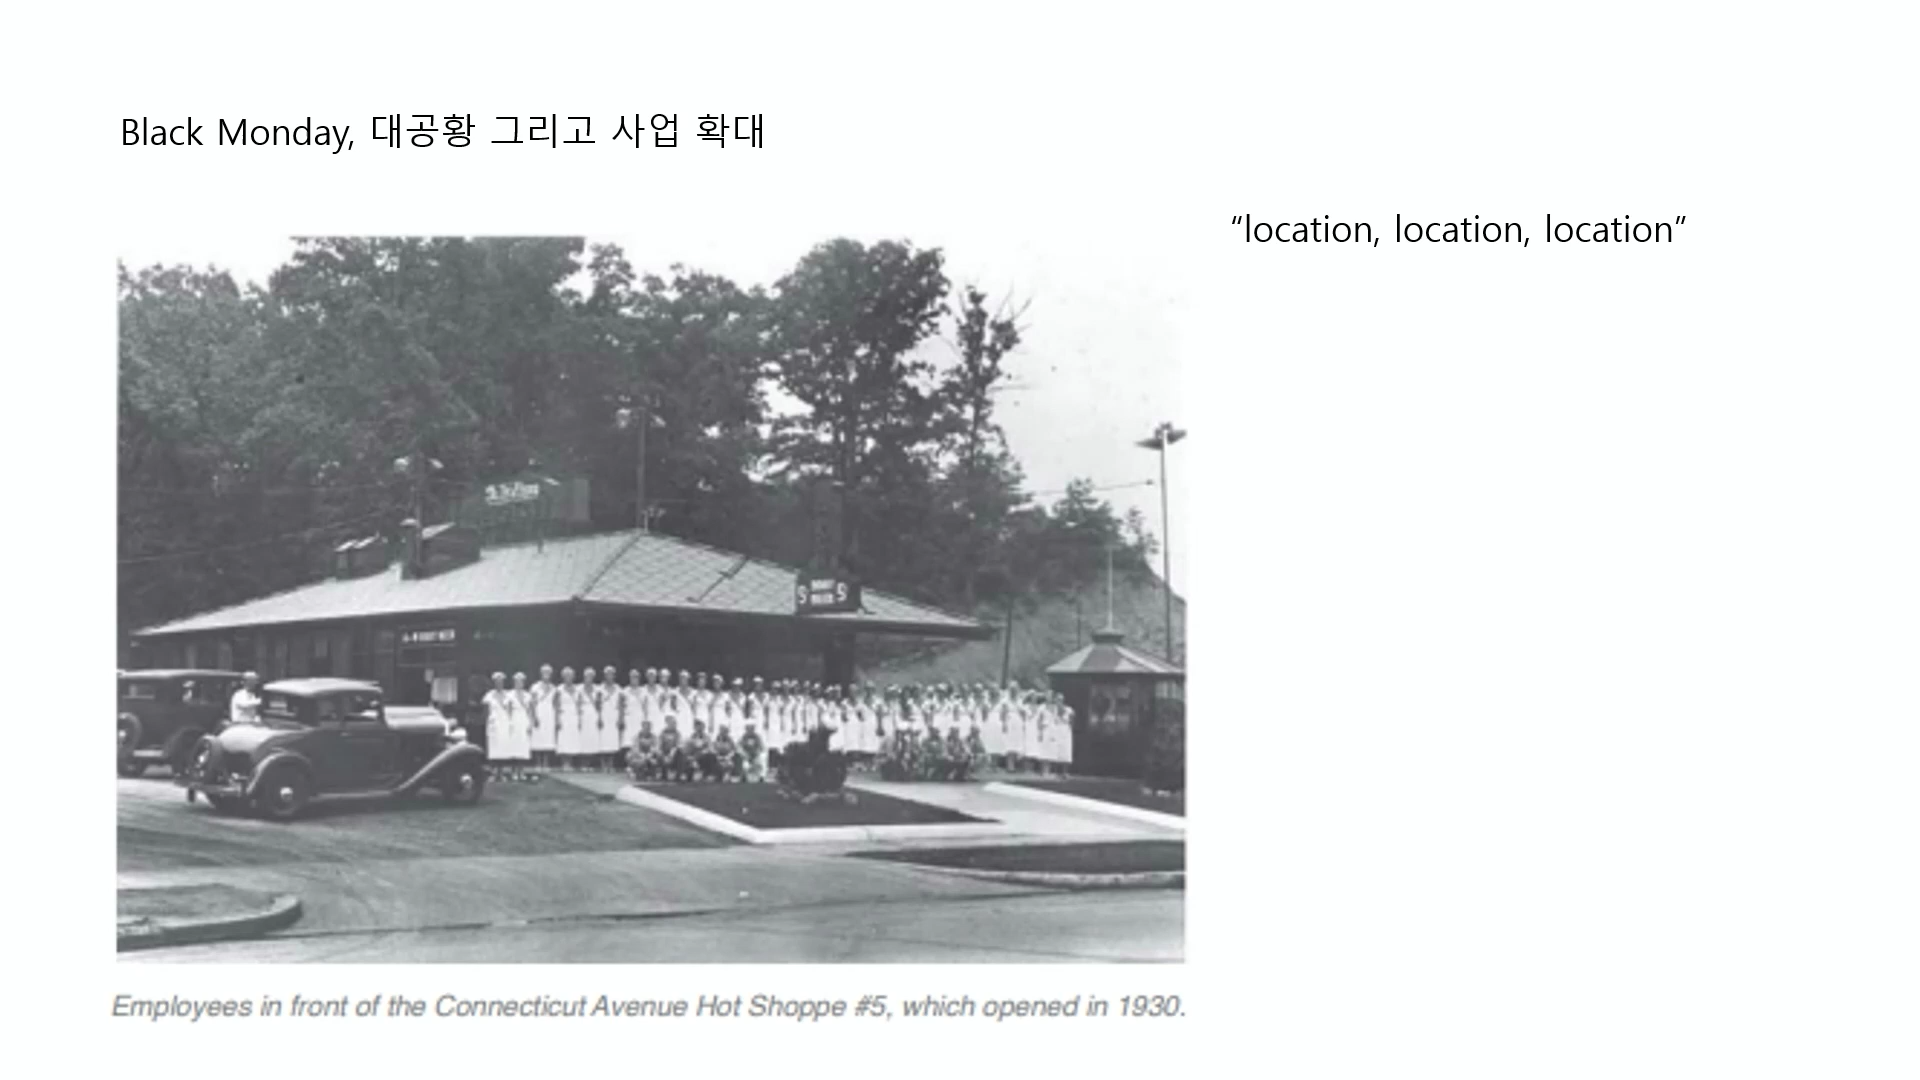 Black Monday, 대공황 그리고 사업 확대
“location, location, location”
Employees in front of the Connecticut Avenue Hot Shoppe #5, which opened in 1930.